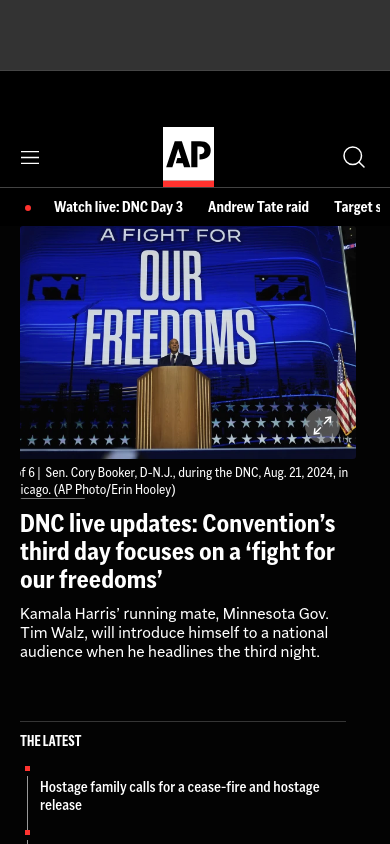 AP
Watch live: DNC Day 3 Andrew Tate raid Target s
A FIGHT FOR
OUR
FREEDOMS
of 6 | Sen. Cory Booker, D-N.J., during the DNC, Aug. 21, 2024, in
icago. (AP Photo/Erin Hooley)
DNC live updates: Convention’s
third day focuses on a ‘fight for
our freedoms’
Kamala Harris’ running mate, Minnesota Gov.
Tim Walz, will introduce himself to a national
audience when he headlines the third night.
THE LATEST
Hostage family calls for a cease-fire and hostage
release